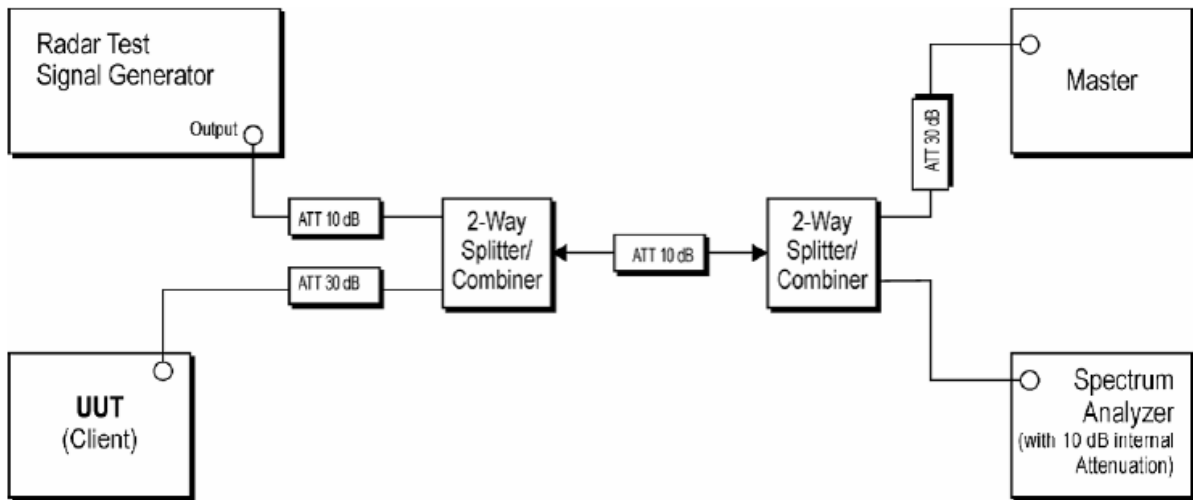 Radar Test
Signal Generator
Output
ATT 10 dB
ATT 30 dB
UUT
(Client)
2-Way
Splitter/
Combiner
ATT 10 dB
2-Way
Splitter/
Combiner
ATT 30 dB
Master
Spectrum
Analyzer
(with 10 dB internal
Attenuation)